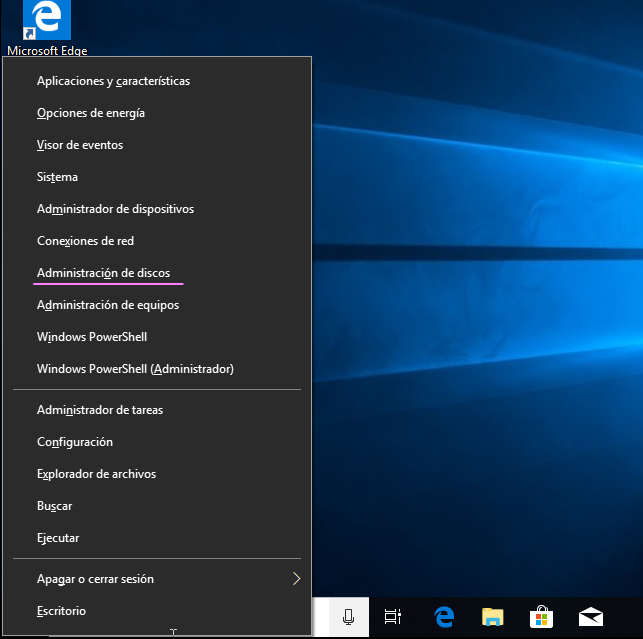 Microsoft Edge
Aplicaciones y características
Opciones de energía
Visor de eventos
Sistema
Administrador de dispositivos
Conexiones de red
Administración de discos
Administración de equipos
Windows PowerShell
Windows PowerShell (Administrador)
Administrador de tareas
Configuración
Explorador de archivos
Buscar
Ejecutar
Apagar o cerrar sesión
Escritorio